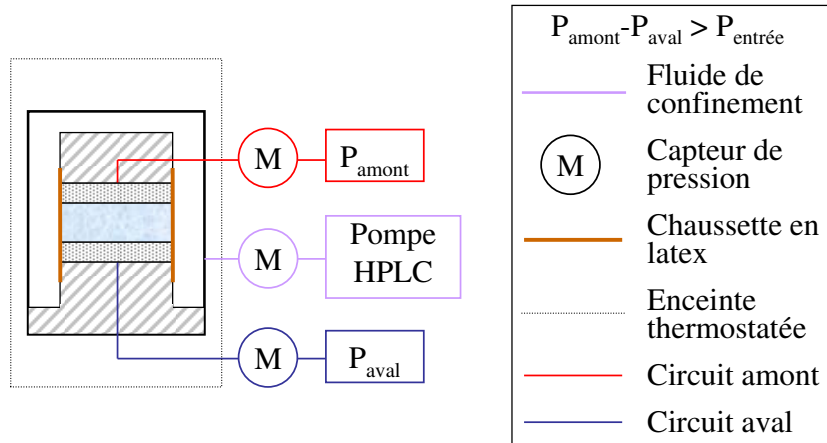 M
P_amont
M
Pompe
HPLC
M
P_aval
P_amont-P_aval > P_entrée
Fluide de
confinement
M
Capteur de
pression
Chaussette en
latex
Enceinte
thermostatée
Circuit amont
Circuit aval